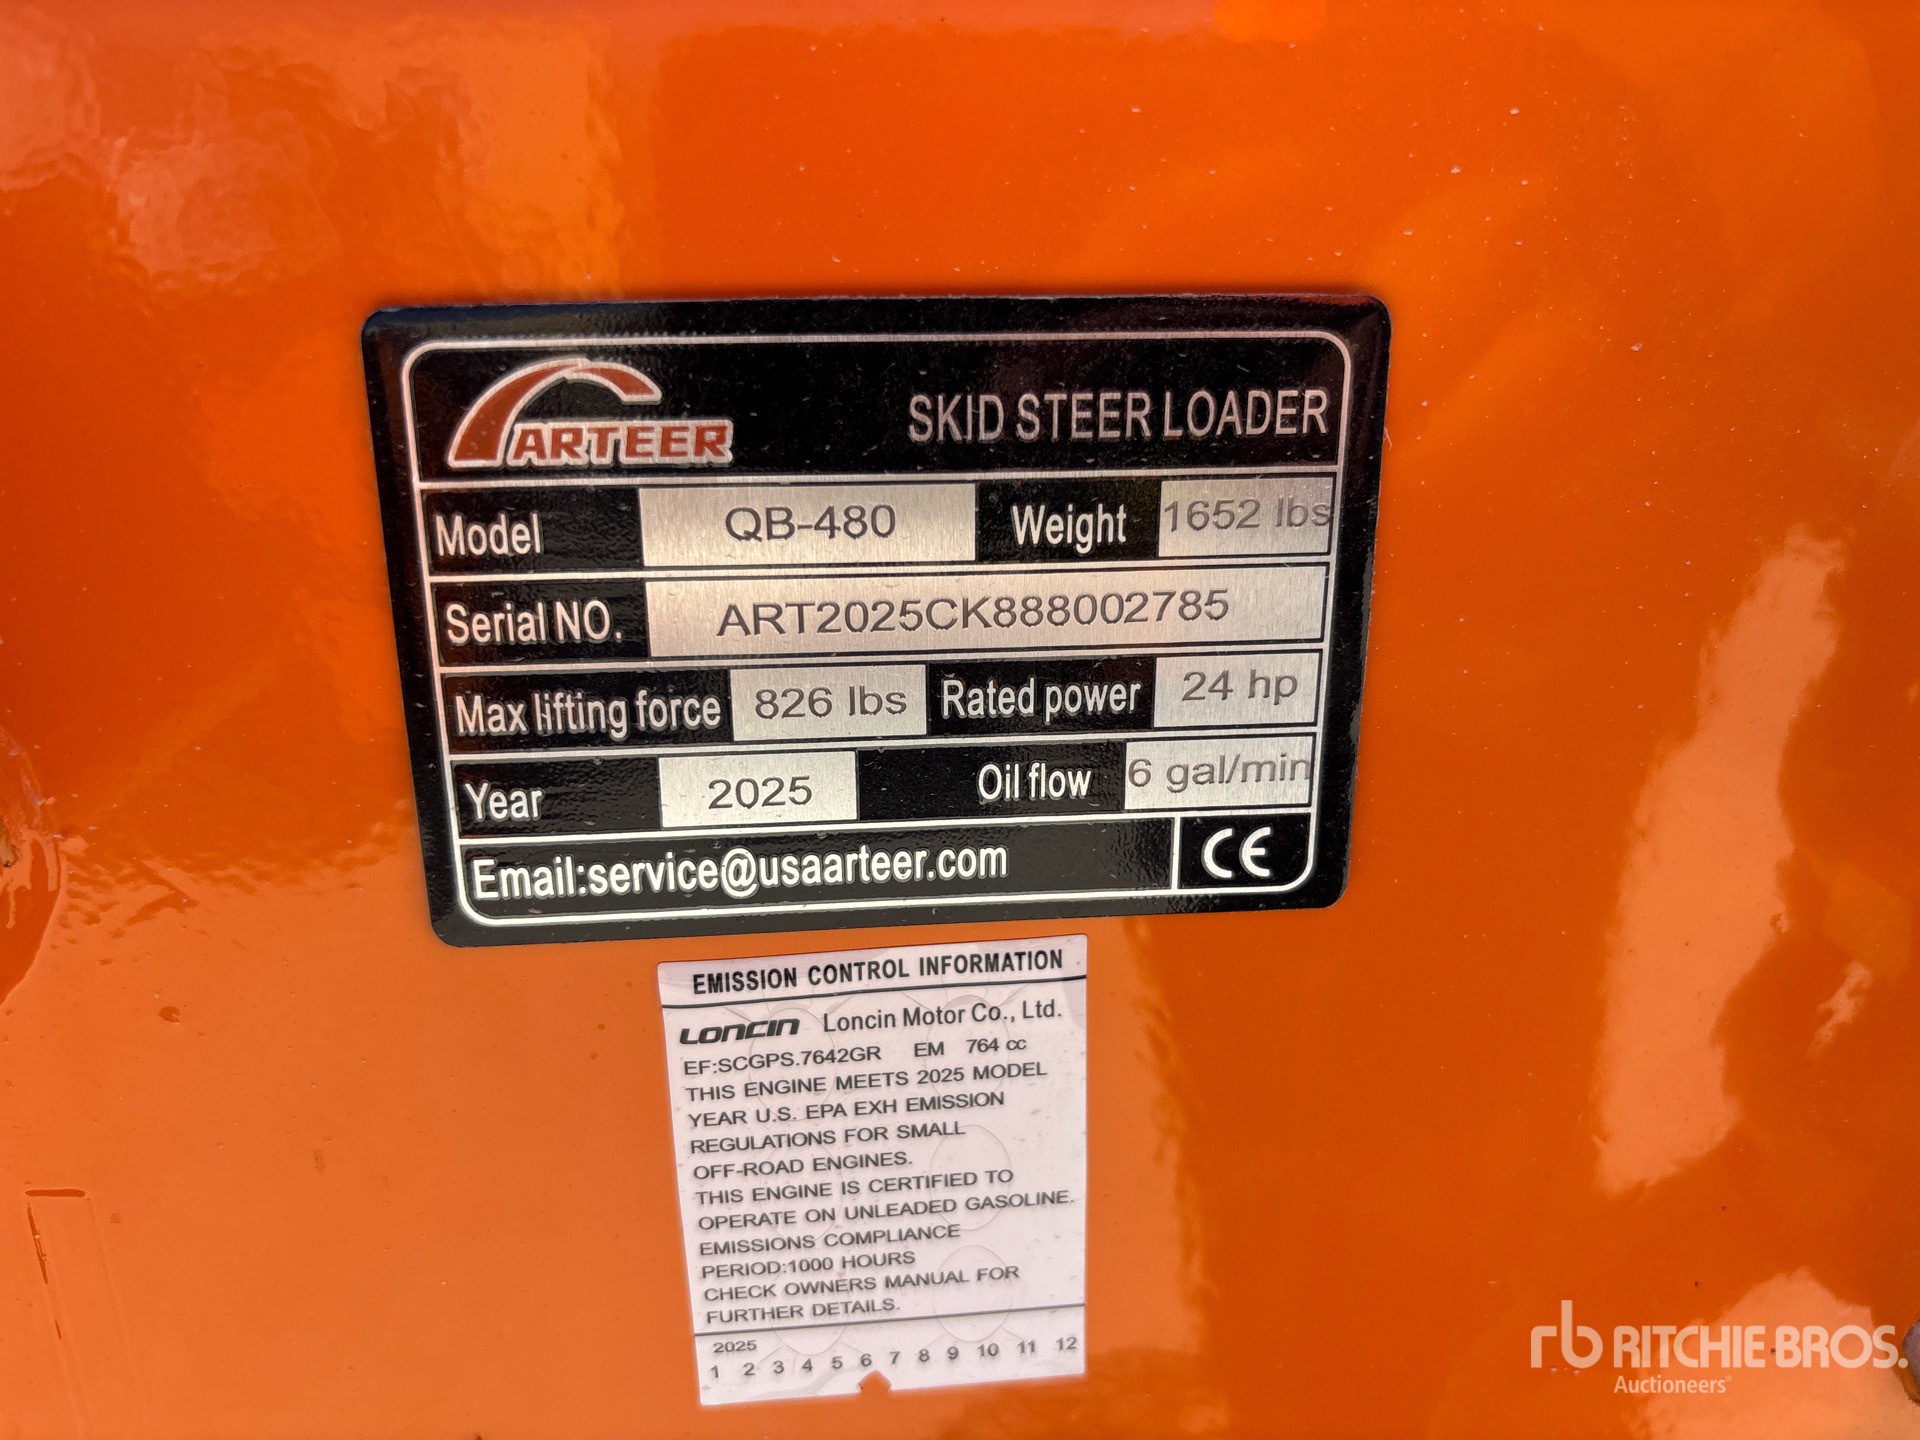 ARTEER
SKID STEER LOADER
Model QB-480 Weight 1652 lbs
Serial NO. ART2025CK888002785
Max lifting force 826 lbs Rated power 24 hp
Year 2025 Oil flow 6 gal/min
Email:service@usaarteer.com CE
EMISSION CONTROL INFORMATION
LONCIN Loncin Motor Co., Ltd.
EF:SCGPS.7642GR EM 764 cc
THIS ENGINE MEETS 2025 MODEL
YEAR U.S. EPA EXH EMISSION
REGULATIONS FOR SMALL
OFF-ROAD ENGINES.
THIS ENGINE IS CERTIFIED TO
OPERATE ON UNLEADED GASOLINE.
EMISSIONS COMPLIANCE
PERIOD:1000 HOURS
CHECK OWNERS MANUAL FOR
FURTHER DETAILS.
2025
1 2 3 4 5 6 7 8 9 10 11 12
rb RITCHIE BROS.
Auctioneers